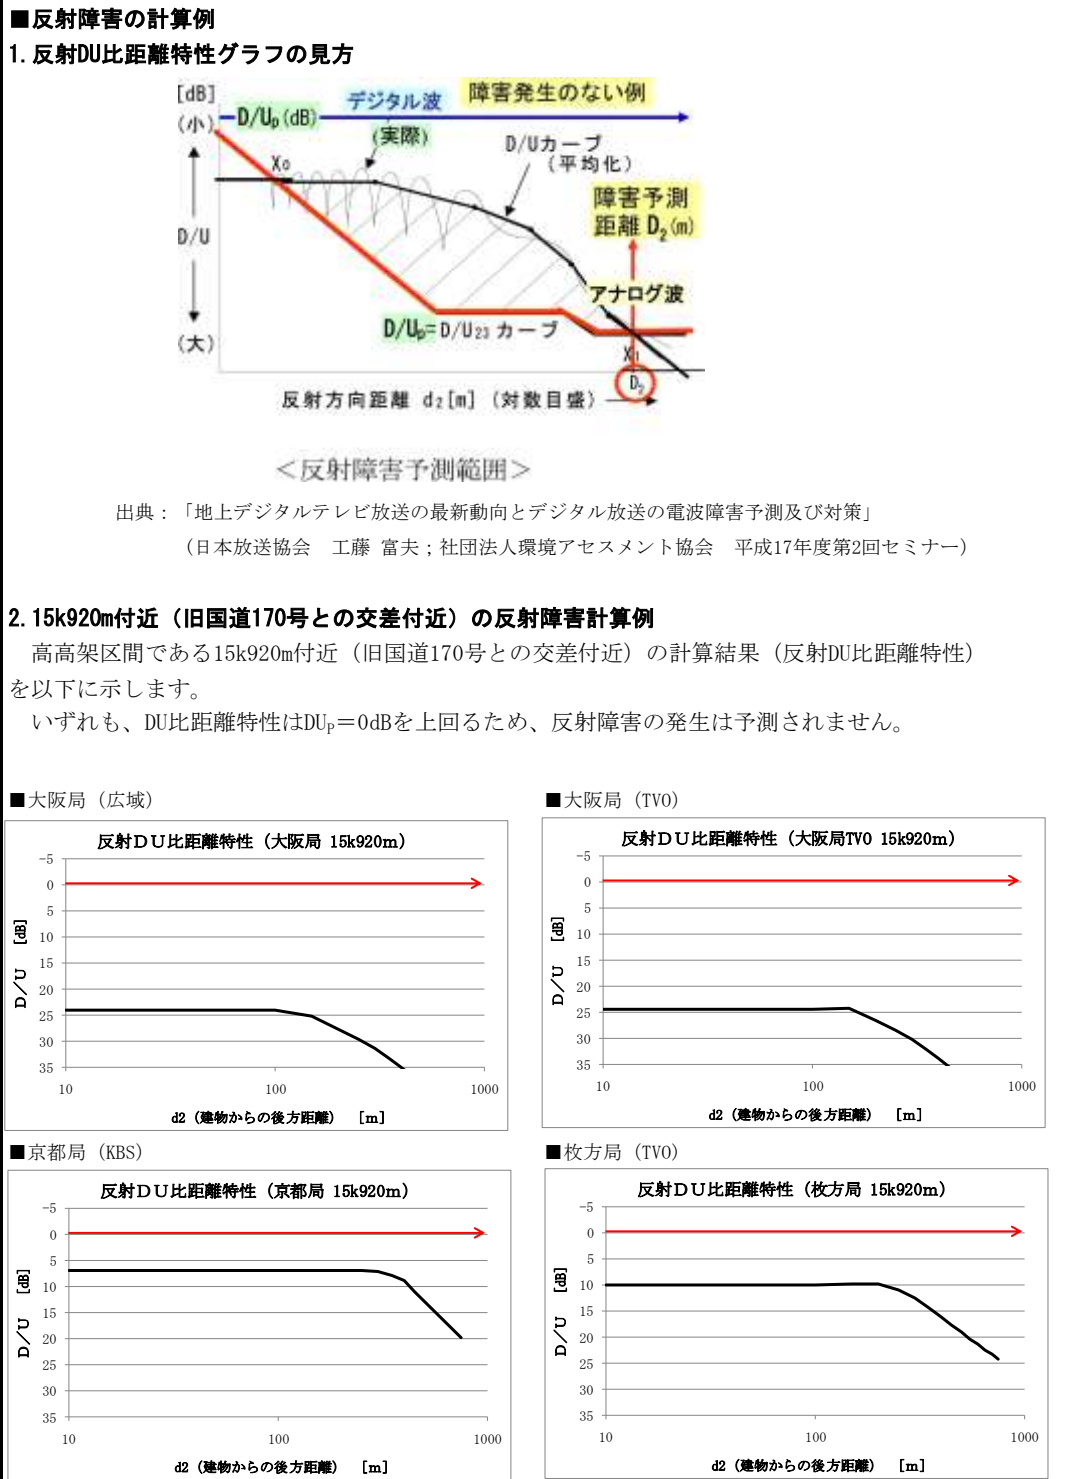 ■反射障害の計算例
1.反射DU比距離特性グラフの見方
[dB]
(小)
D/Up(dB)
デジタル波
(実際)
障害発生のない例
D/Uカーブ
(平均化)
X₀
障害予測
距離 D₂(m)
D/U
アナログ波
D/Up=D/U₂₃ カーブ
(大)
X₁
D₂
反射方向距離 d₂[m] (対数目盛)
＜反射障害予測範囲＞
出典：「地上デジタルテレビ放送の最新動向とデジタル放送の電波障害予測及び対策」
（日本放送協会　工藤 富夫；社団法人環境アセスメント協会　平成17年度第2回セミナー）
2.15k920m付近（旧国道170号との交差付近）の反射障害計算例
高高架区間である15k920m付近（旧国道170号との交差付近）の計算結果（反射DU比距離特性）
を以下に示します。
いずれも、DU比距離特性はDUP＝0dBを上回るため、反射障害の発生は予測されません。
■大阪局（広域）
反射ＤＵ比距離特性（大阪局 15k920m）
-5
0
5
10
15
20
25
30
35
D／U [dB]
10 100 1000
d2（建物からの後方距離） [m]
■大阪局（TVO）
反射ＤＵ比距離特性（大阪局TVO 15k920m）
-5
0
5
10
15
20
25
30
35
D／U [dB]
10 100 1000
d2（建物からの後方距離） [m]
■京都局（KBS）
反射ＤＵ比距離特性（京都局 15k920m）
-5
0
5
10
15
20
25
30
35
D／U [dB]
10 100 1000
d2（建物からの後方距離） [m]
■枚方局（TVO）
反射ＤＵ比距離特性（枚方局 15k920m）
-5
0
5
10
15
20
25
30
35
D／U [dB]
10 100 1000
d2（建物からの後方距離） [m]